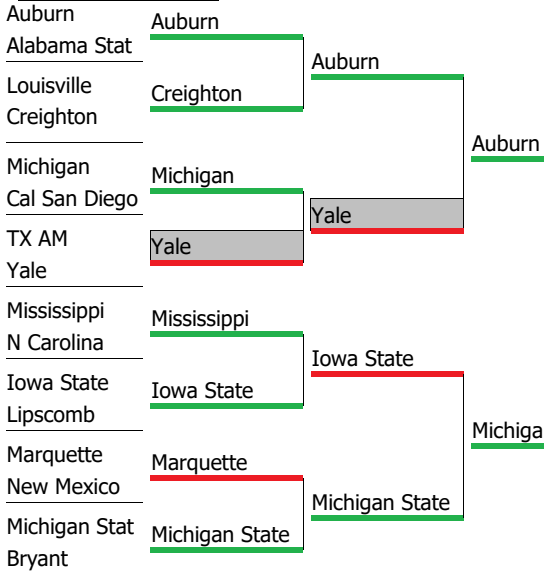 Auburn
Alabama Stat
Louisville
Creighton
Michigan
Cal San Diego
TX AM
Yale
Mississippi
N Carolina
Iowa State
Lipscomb
Marquette
New Mexico
Michigan Stat
Bryant
Auburn
Creighton
Michigan
Yale
Mississippi
Iowa State
Marquette
Michigan State
Auburn
Yale
Iowa State
Michigan State
Auburn
Michiga